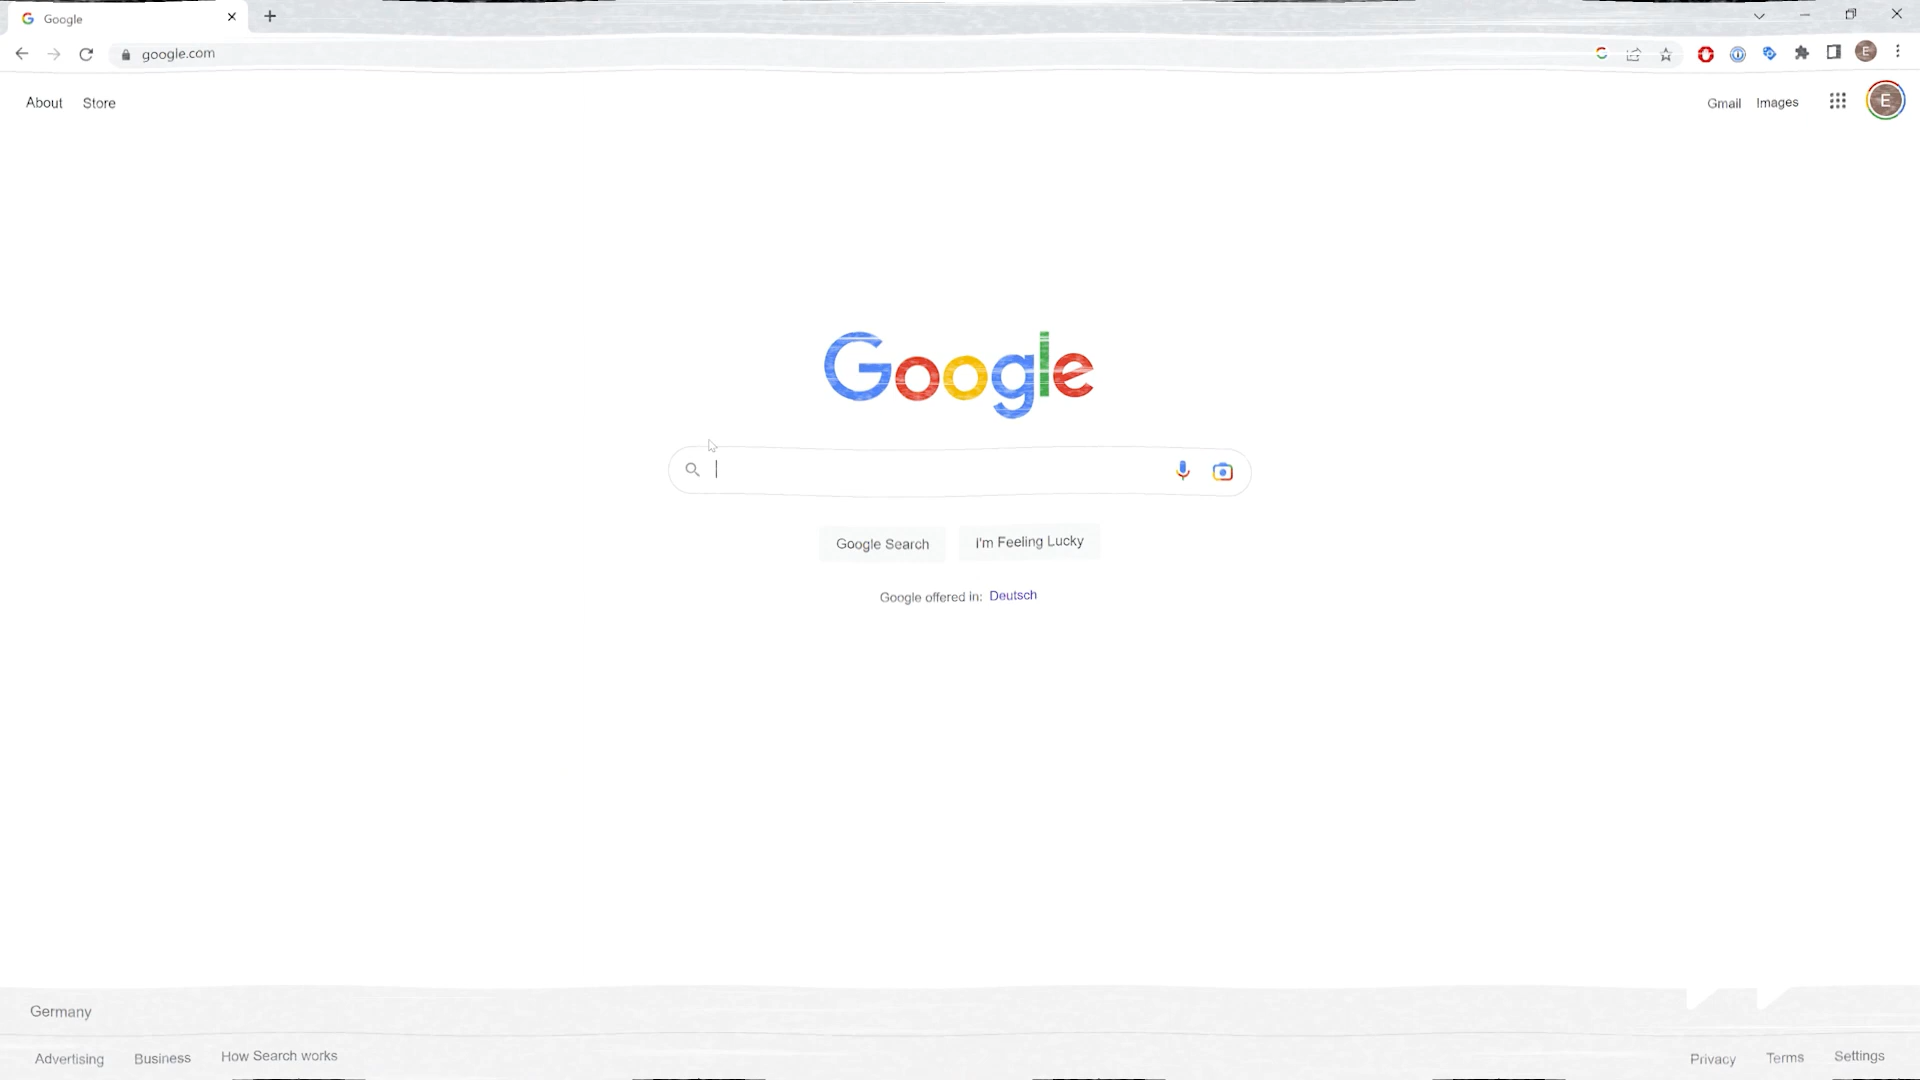 Google
google.com
E
About Store
Gmail Images
E
Google
Google Search
i'm Feeling Lucky
Google offered in: Deutsch
Germany
Advertising Business How Search works
Privacy Terms Settings